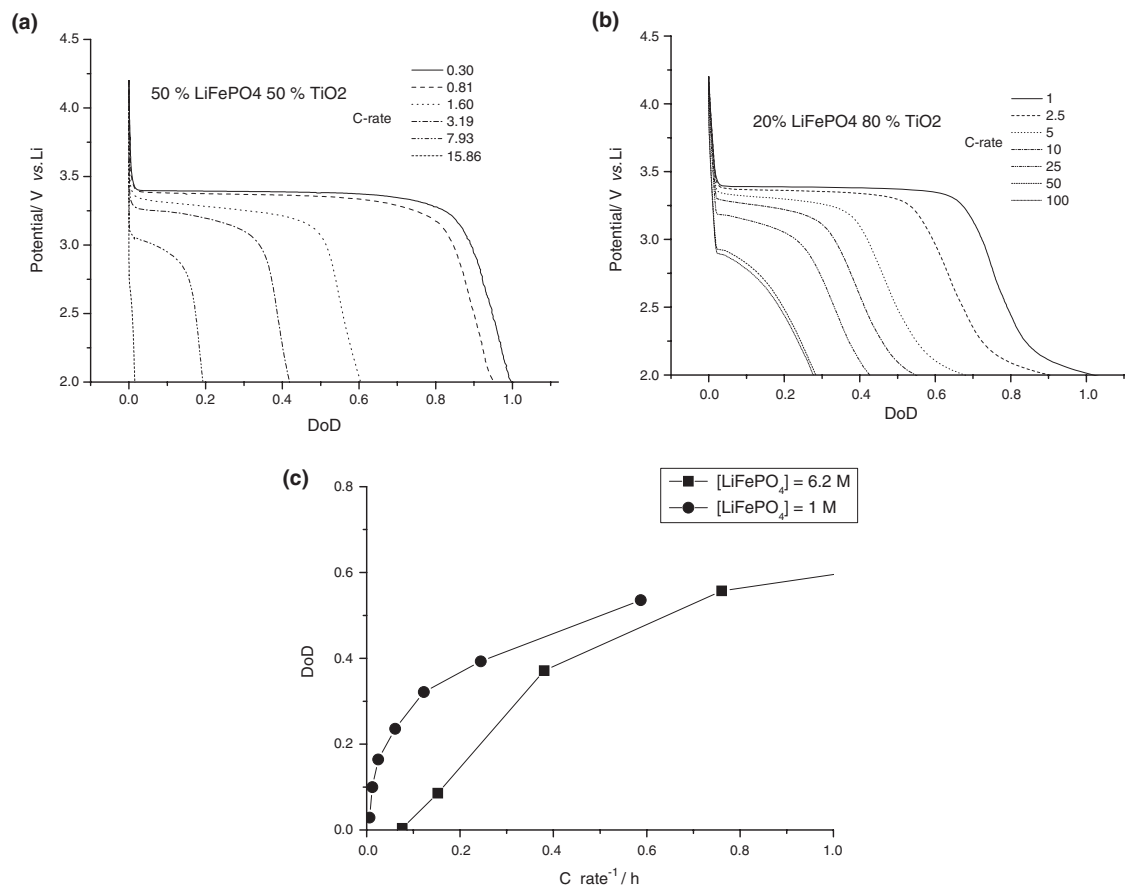 (a)
4.5
4.0
3.5
3.0
2.5
2.0
Potential/ V vs.Li
50 % LiFePO4 50 % TiO2
C-rate
0.30
0.81
1.60
3.19
7.93
15.86
0.0 0.2 0.4 0.6 0.8 1.0
DoD
(b)
4.5
4.0
3.5
3.0
2.5
2.0
Potential/ V vs.Li
20% LiFePO4 80 % TiO2
C-rate
1
2.5
5
10
25
50
100
0.0 0.2 0.4 0.6 0.8 1.0
DoD
(c)
[LiFePO₄] = 6.2 M
[LiFePO₄] = 1 M
0.8
0.6
0.4
0.2
0.0
DoD
0.0 0.2 0.4 0.6 0.8 1.0
C rate⁻¹ / h